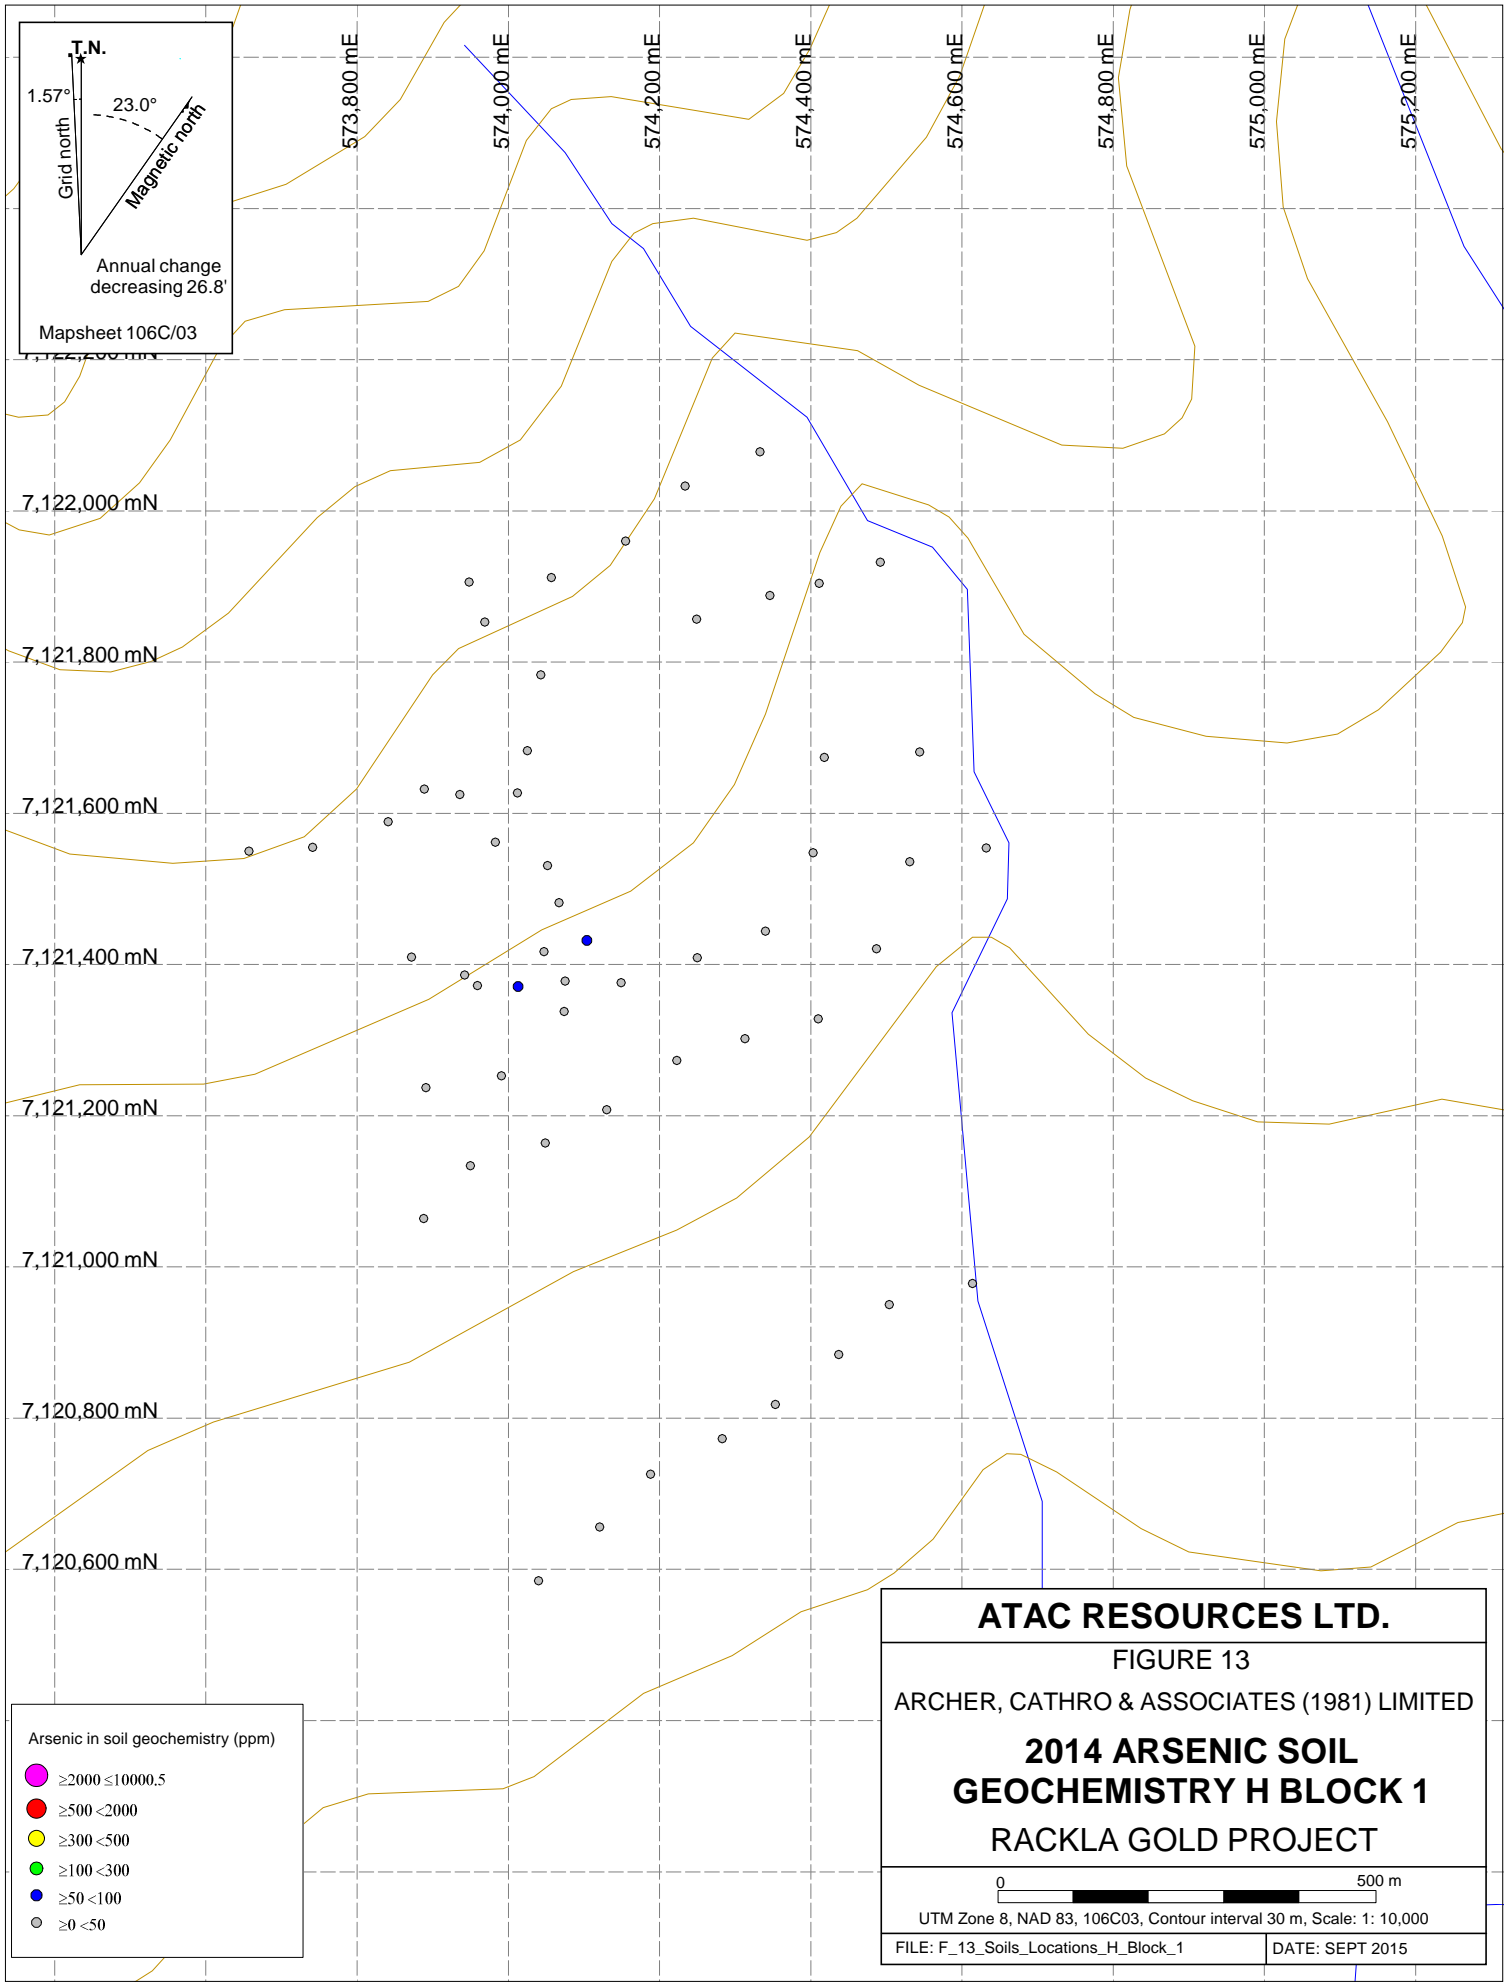 T.N.
1.57°
23.0°
Grid north
Magnetic north
Annual change
decreasing 26.8'
Mapsheet 106C/03
573,800 mE
574,000 mE
574,200 mE
574,400 mE
574,600 mE
574,800 mE
575,000 mE
575,200 mE
7,122,200 mN
7,122,000 mN
7,121,800 mN
7,121,600 mN
7,121,400 mN
7,121,200 mN
7,121,000 mN
7,120,800 mN
7,120,600 mN
Arsenic in soil geochemistry (ppm)
≥2000 ≤10000.5
≥500 <2000
≥300 <500
≥100 <300
≥50 <100
≥0 <50
ATAC RESOURCES LTD.
FIGURE 13
ARCHER, CATHRO & ASSOCIATES (1981) LIMITED
2014 ARSENIC SOIL
GEOCHEMISTRY H BLOCK 1
RACKLA GOLD PROJECT
0 500 m
UTM Zone 8, NAD 83, 106C03, Contour interval 30 m, Scale: 1: 10,000
FILE: F_13_Soils_Locations_H_Block_1 DATE: SEPT 2015